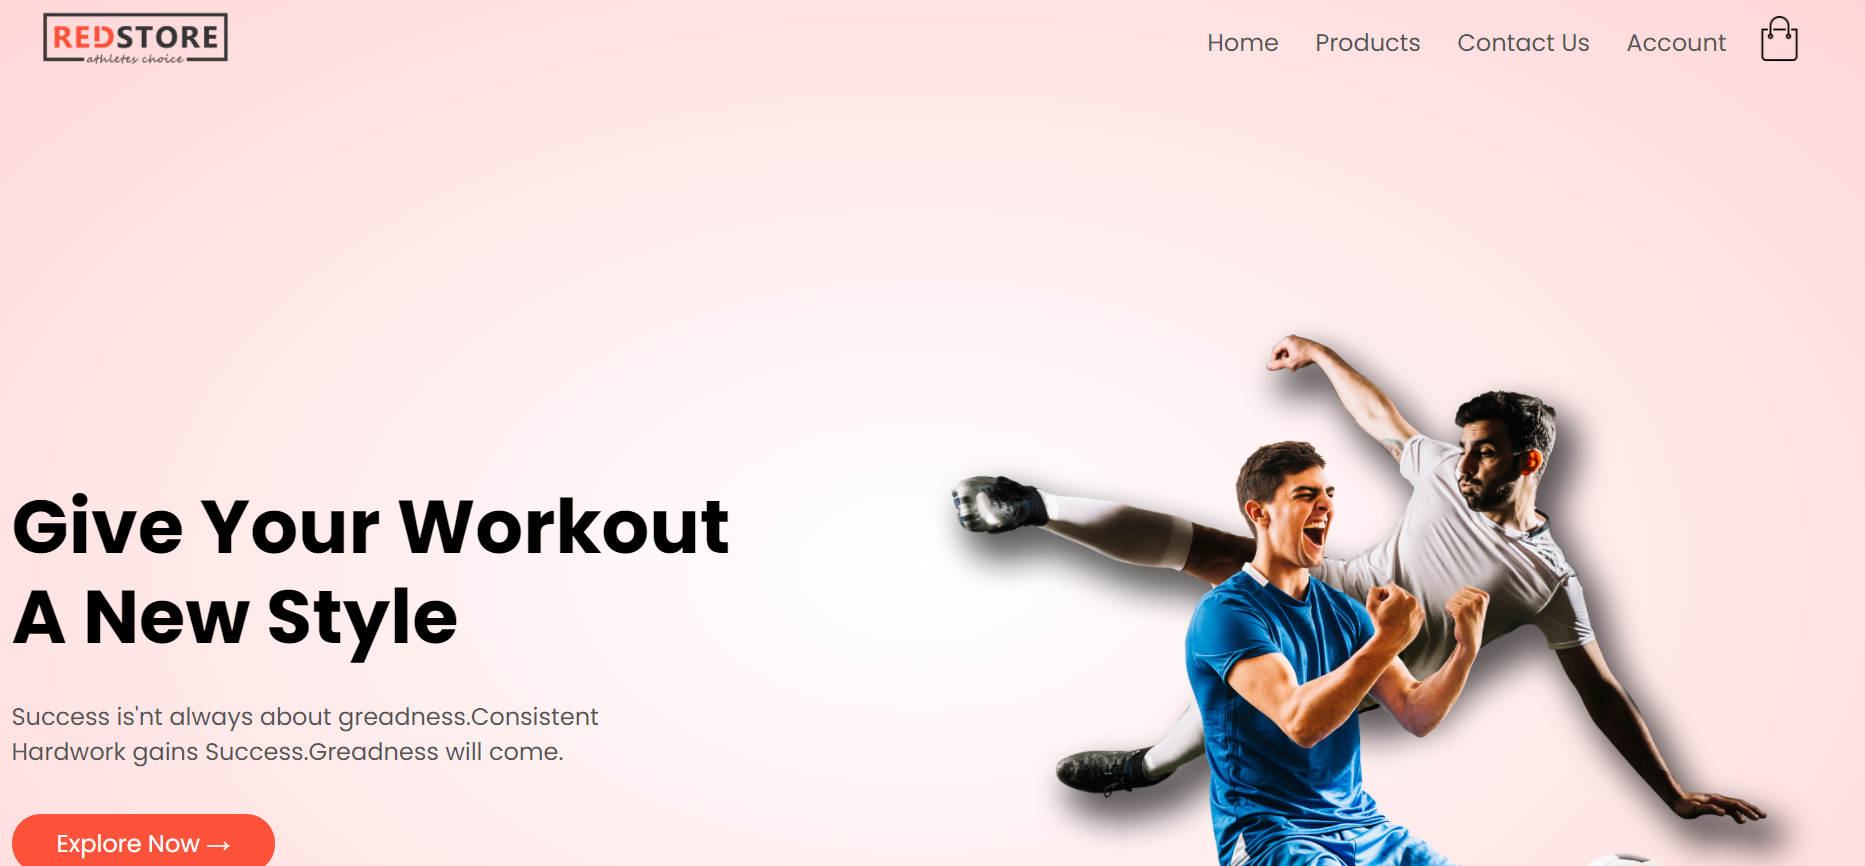 REDSTORE
athletes choice
Home Products Contact Us Account
Give Your Workout
A New Style
Success is'nt always about greadness.Consistent
Hardwork gains Success.Greadness will come.
Explore Now →